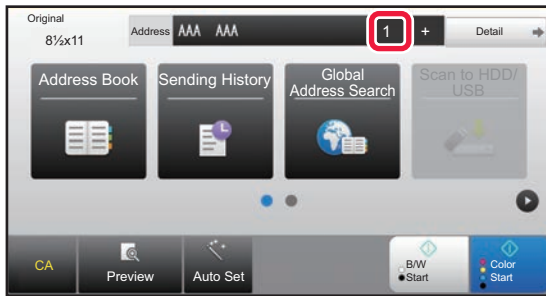 Original
8½x11
Address AAA AAA 1 + Detail
Address Book
Sending History
Global
Address Search
Scan to HDD/
USB
CA
Preview
Auto Set
B/W
Start
Color
Start